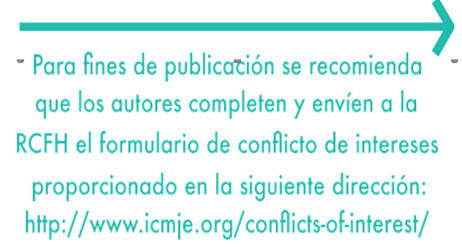 Para fines de publicación se recomienda
que los autores completen y envíen a la
RCFH el formulario de conflicto de intereses
proporcionado en la siguiente dirección:
http://www.icmje.org/conflicts-of-interest/